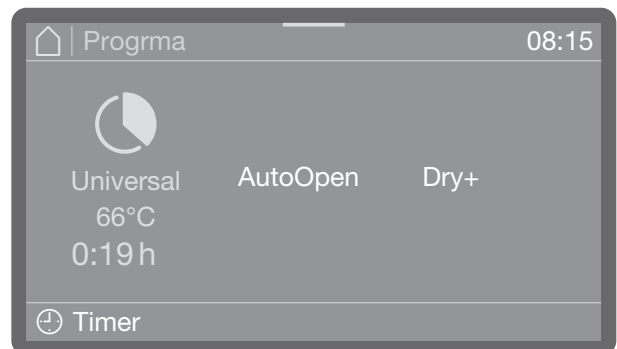 Progrma 08:15
Universal AutoOpen Dry+
66°C
0:19 h
Timer